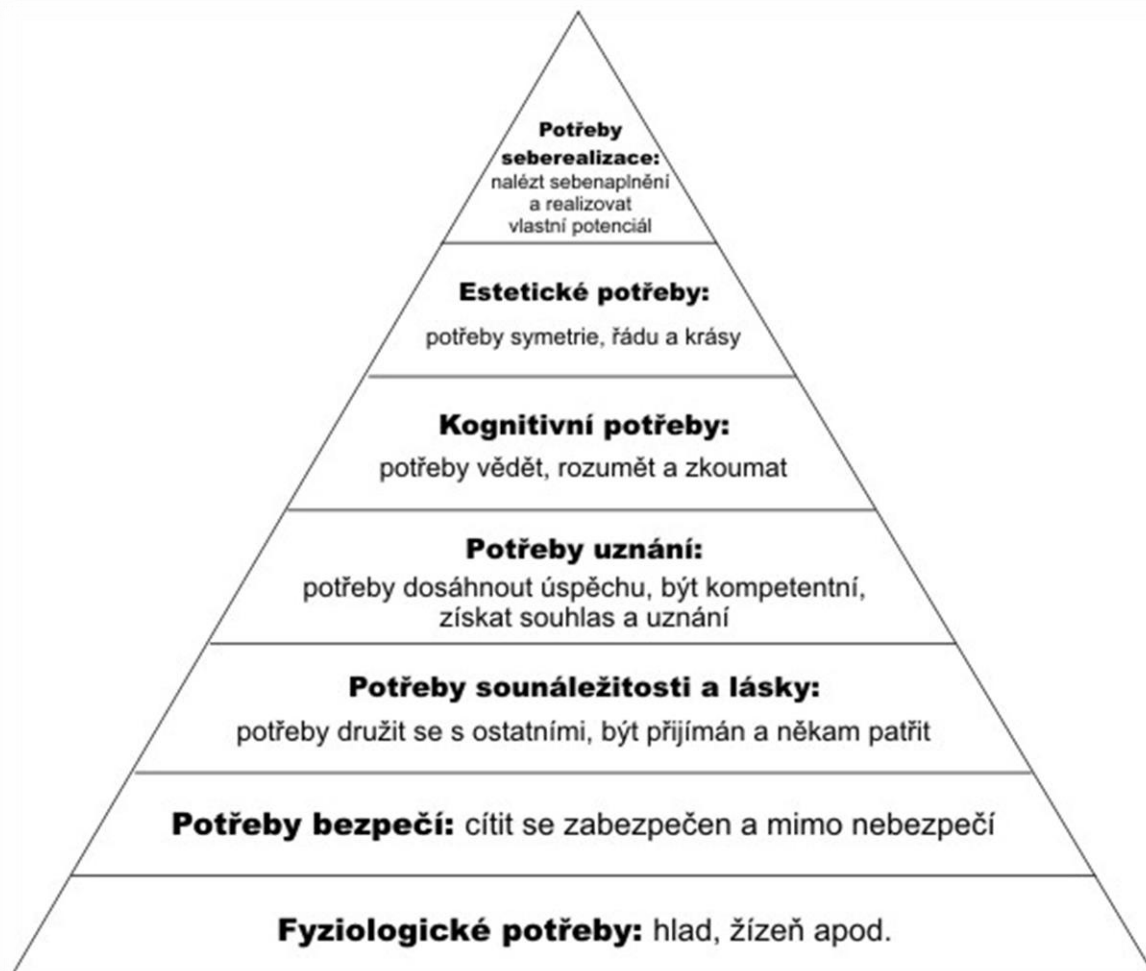 Potřeby
seberealizace:
nalézt sebenaplnění
a realizovat
vlastní potenciál
Estetické potřeby:
potřeby symetrie, řádu a krásy
Kognitivní potřeby:
potřeby vědět, rozumět a zkoumat
Potřeby uznání:
potřeby dosáhnout úspěchu, být kompetentní,
získat souhlas a uznání
Potřeby sounáležitosti a lásky:
potřeby družit se s ostatními, být přijímán a někam patřit
Potřeby bezpečí: cítit se zabezpečen a mimo nebezpečí
Fyziologické potřeby: hlad, žízeň apod.